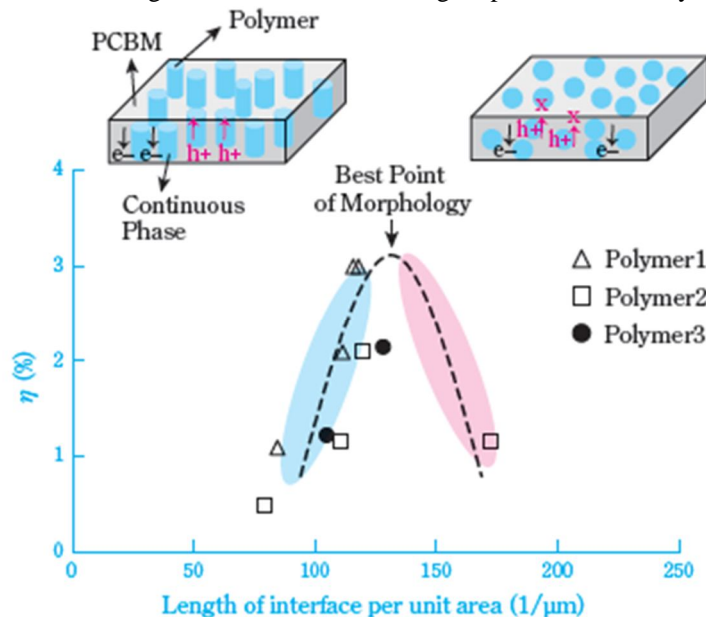 Polymer
PCBM
e– e–
h+ h+
Continuous
Phase
x x
h+ h+
e– e–
Best Point
of Morphology
Polymer1
Polymer2
Polymer3
4
3
2
1
0
η (%)
0 50 100 150 200 250
Length of interface per unit area (1/μm)